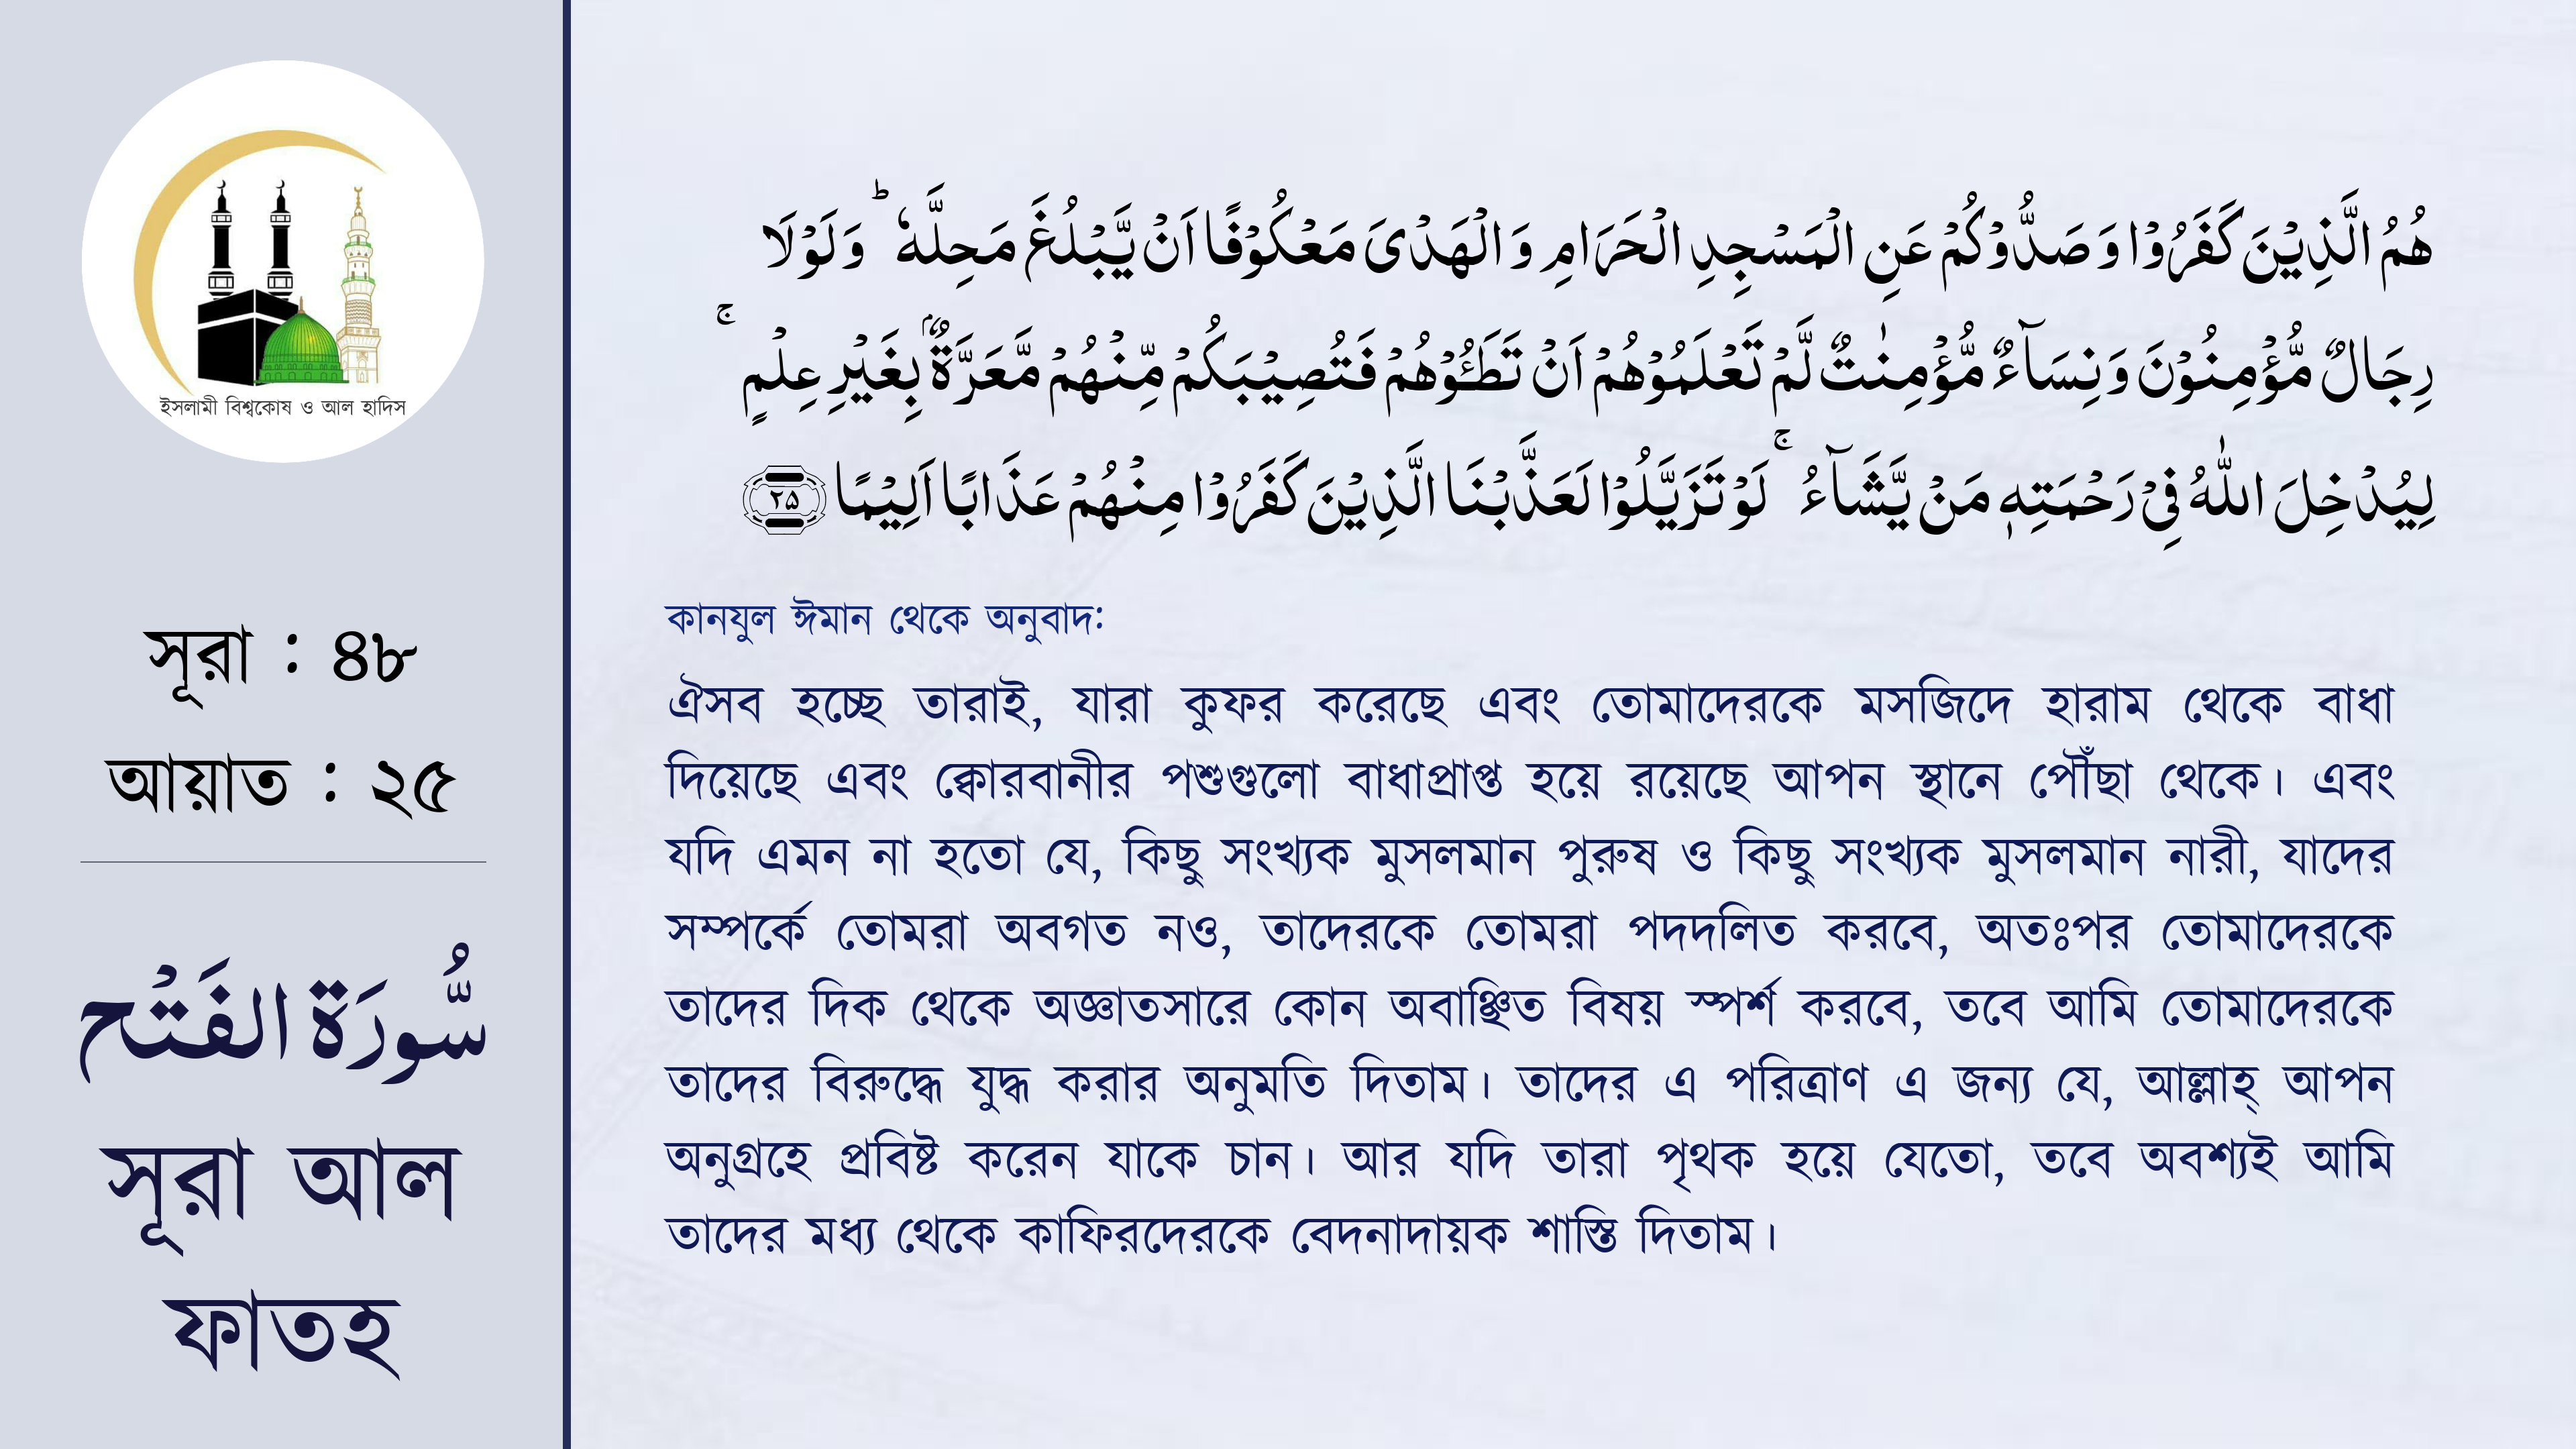 ইসলামী বিশ্বকোষ ও আল হাদিস
সূরা : ৪৮
আয়াত : ২৫
سُّورَة الفَتْح
সূরা আল
ফাতহ
هُمُ الَّذِيْنَ كَفَرُوْا وَ صَدُّوْكُمْ عَنِ الْمَسْجِدِ الْحَرَامِ وَ الْهَدْىَ مَعْكُوْفًا اَنْ يَّبْلُغَ مَحِلَّهٗ ؕ وَ لَوْ لَا
رِجَالٌ مُّؤْمِنُوْنَ وَ نِسَآءٌ مُّؤْمِنٰتٌ لَّمْ تَعْلَمُوْهُمْ اَنْ تَطَـُٔوْهُمْ فَتُصِيْبَكُمْ مِّنْهُمْ مَّعَرَّةٌۢ بِغَيْرِ عِلْمٍ ۚ
لِيُدْخِلَ اللّٰهُ فِیْ رَحْمَتِهٖ مَنْ يَّشَآءُ ۚ لَوْ تَزَيَّلُوْا لَعَذَّبْنَا الَّذِيْنَ كَفَرُوْا مِنْهُمْ عَذَابًا اَلِيْمًا ﴿۲۵﴾
কানযুল ঈমান থেকে অনুবাদ:
ঐসব হচ্ছে তারাই, যারা কুফর করেছে এবং তোমাদেরকে মসজিদে হারাম থেকে বাধা
দিয়েছে এবং ক্বোরবানীর পশুগুলো বাধাপ্রাপ্ত হয়ে রয়েছে আপন স্থানে পৌঁছা থেকে। এবং
যদি এমন না হতো যে, কিছু সংখ্যক মুসলমান পুরুষ ও কিছু সংখ্যক মুসলমান নারী, যাদের
সম্পর্কে তোমরা অবগত নও, তাদেরকে তোমরা পদদলিত করবে, অতঃপর তোমাদেরকে
তাদের দিক থেকে অজ্ঞাতসারে কোন অবাঞ্ছিত বিষয় স্পর্শ করবে, তবে আমি তোমাদেরকে
তাদের বিরুদ্ধে যুদ্ধ করার অনুমতি দিতাম। তাদের এ পরিত্রাণ এ জন্য যে, আল্লাহ্ আপন
অনুগ্রহে প্রবিষ্ট করেন যাকে চান। আর যদি তারা পৃথক হয়ে যেতো, তবে অবশ্যই আমি
তাদের মধ্য থেকে কাফিরদেরকে বেদনাদায়ক শাস্তি দিতাম।